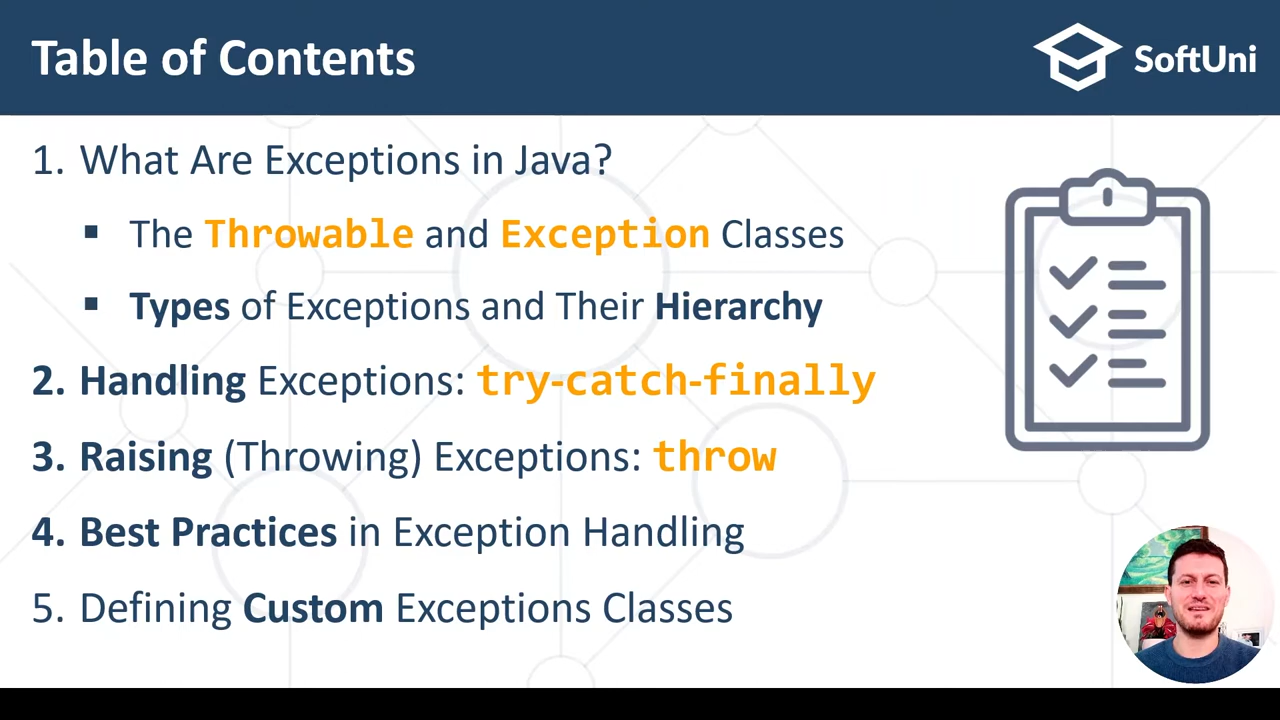 Table of Contents
SoftUni
1. What Are Exceptions in Java?
▪ The Throwable and Exception Classes
▪ Types of Exceptions and Their Hierarchy
2. Handling Exceptions: try-catch-finally
3. Raising (Throwing) Exceptions: throw
4. Best Practices in Exception Handling
5. Defining Custom Exceptions Classes